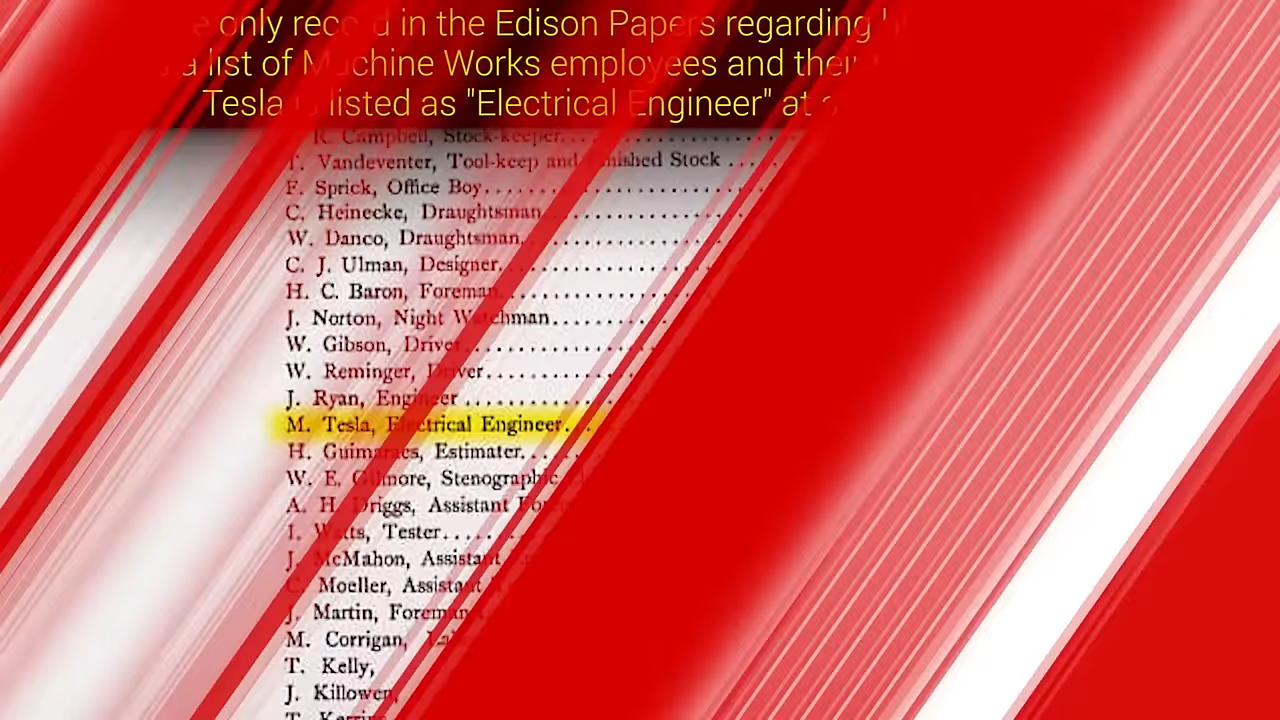 only record in the Edison Papers regarding
a list of Machine Works employees and their
Tesla is listed as "Electrical Engineer" at
R. Campbell, Stock-keeper....
T. Vandeventer, Tool-keep and Finished Stock ....
F. Sprick, Office Boy..........................
C. Heinecke, Draughtsman....................
W. Danco, Draughtsman....................
C. J. Ulman, Designer.....................
H. C. Baron, Foreman.....................
J. Norton, Night Watchman............
W. Gibson, Driver...................
W. Reminger, Driver................
J. Ryan, Engineer ................
M. Tesla, Electrical Engineer...
H. Guimaraes, Estimater....
W. E. Gilmore, Stenographic
A. H. Driggs, Assistant
I. Watts, Tester.......
J. McMahon, Assistant
C. Moeller, Assistant
J. Martin, Foreman
M. Corrigan,
T. Kelly,
J. Killower,
T.